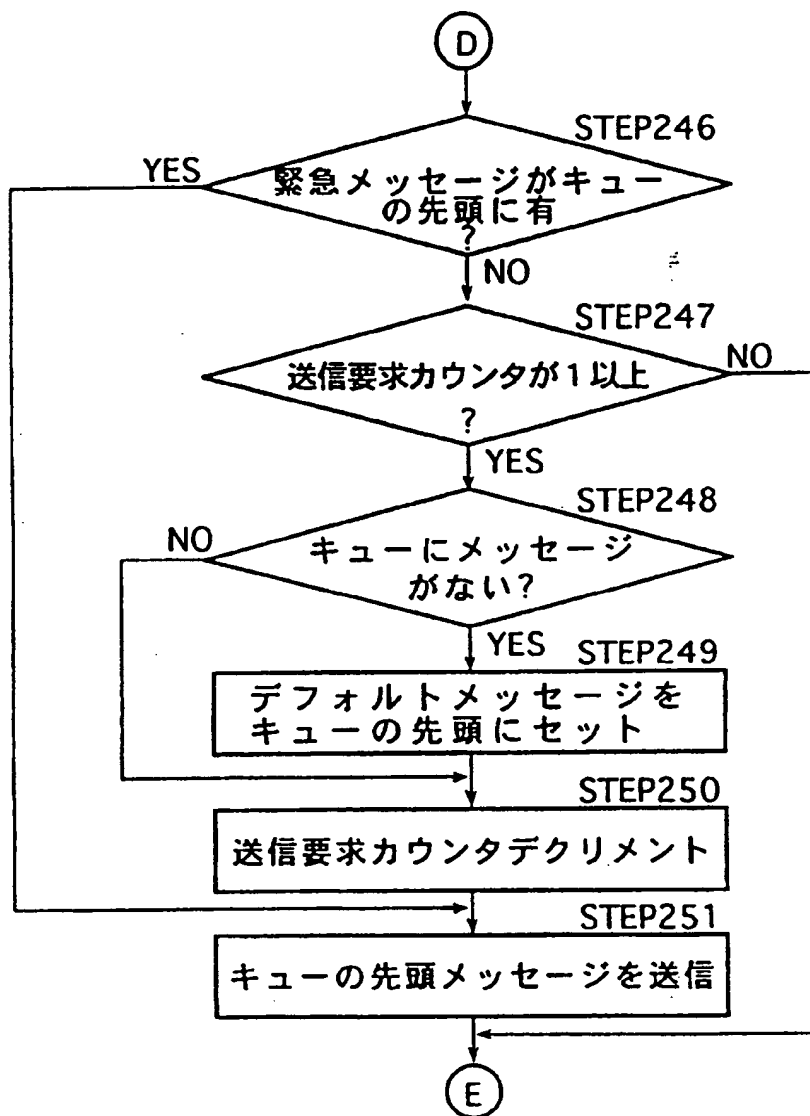 D
STEP246
YES
緊急メッセージがキュー
の先頭に有
?
NO
STEP247
NO
送信要求カウンタが1以上
?
YES
STEP248
NO
キューにメッセージ
がない?
YES
STEP249
デフォルトメッセージを
キューの先頭にセット
STEP250
送信要求カウンタデクリメント
STEP251
キューの先頭メッセージを送信
E